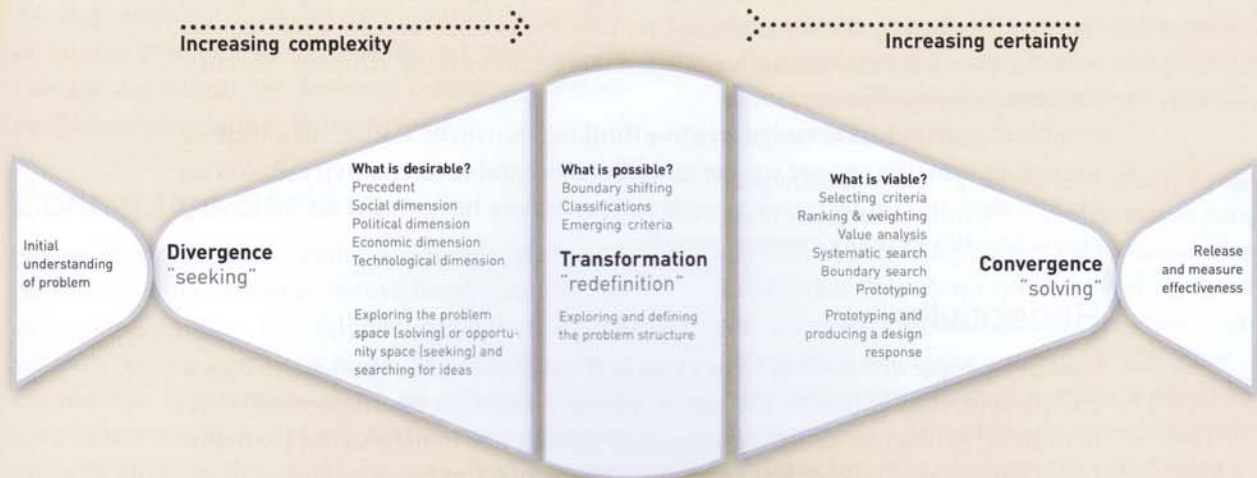 Increasing complexity
Increasing certainty
Initial
understanding
of problem
Divergence
"seeking"
What is desirable?
Precedent
Social dimension
Political dimension
Economic dimension
Technological dimension
Exploring the problem
space (solving) or opportu-
nity space (seeking) and
searching for ideas
What is possible?
Boundary shifting
Classifications
Emerging criteria
Transformation
"redefinition"
Exploring and defining
the problem structure
What is viable?
Selecting criteria
Ranking & weighting
Value analysis
Systematic search
Boundary search
Prototyping
Prototyping and
producing a design
response
Convergence
"solving"
Release
and measure
effectiveness